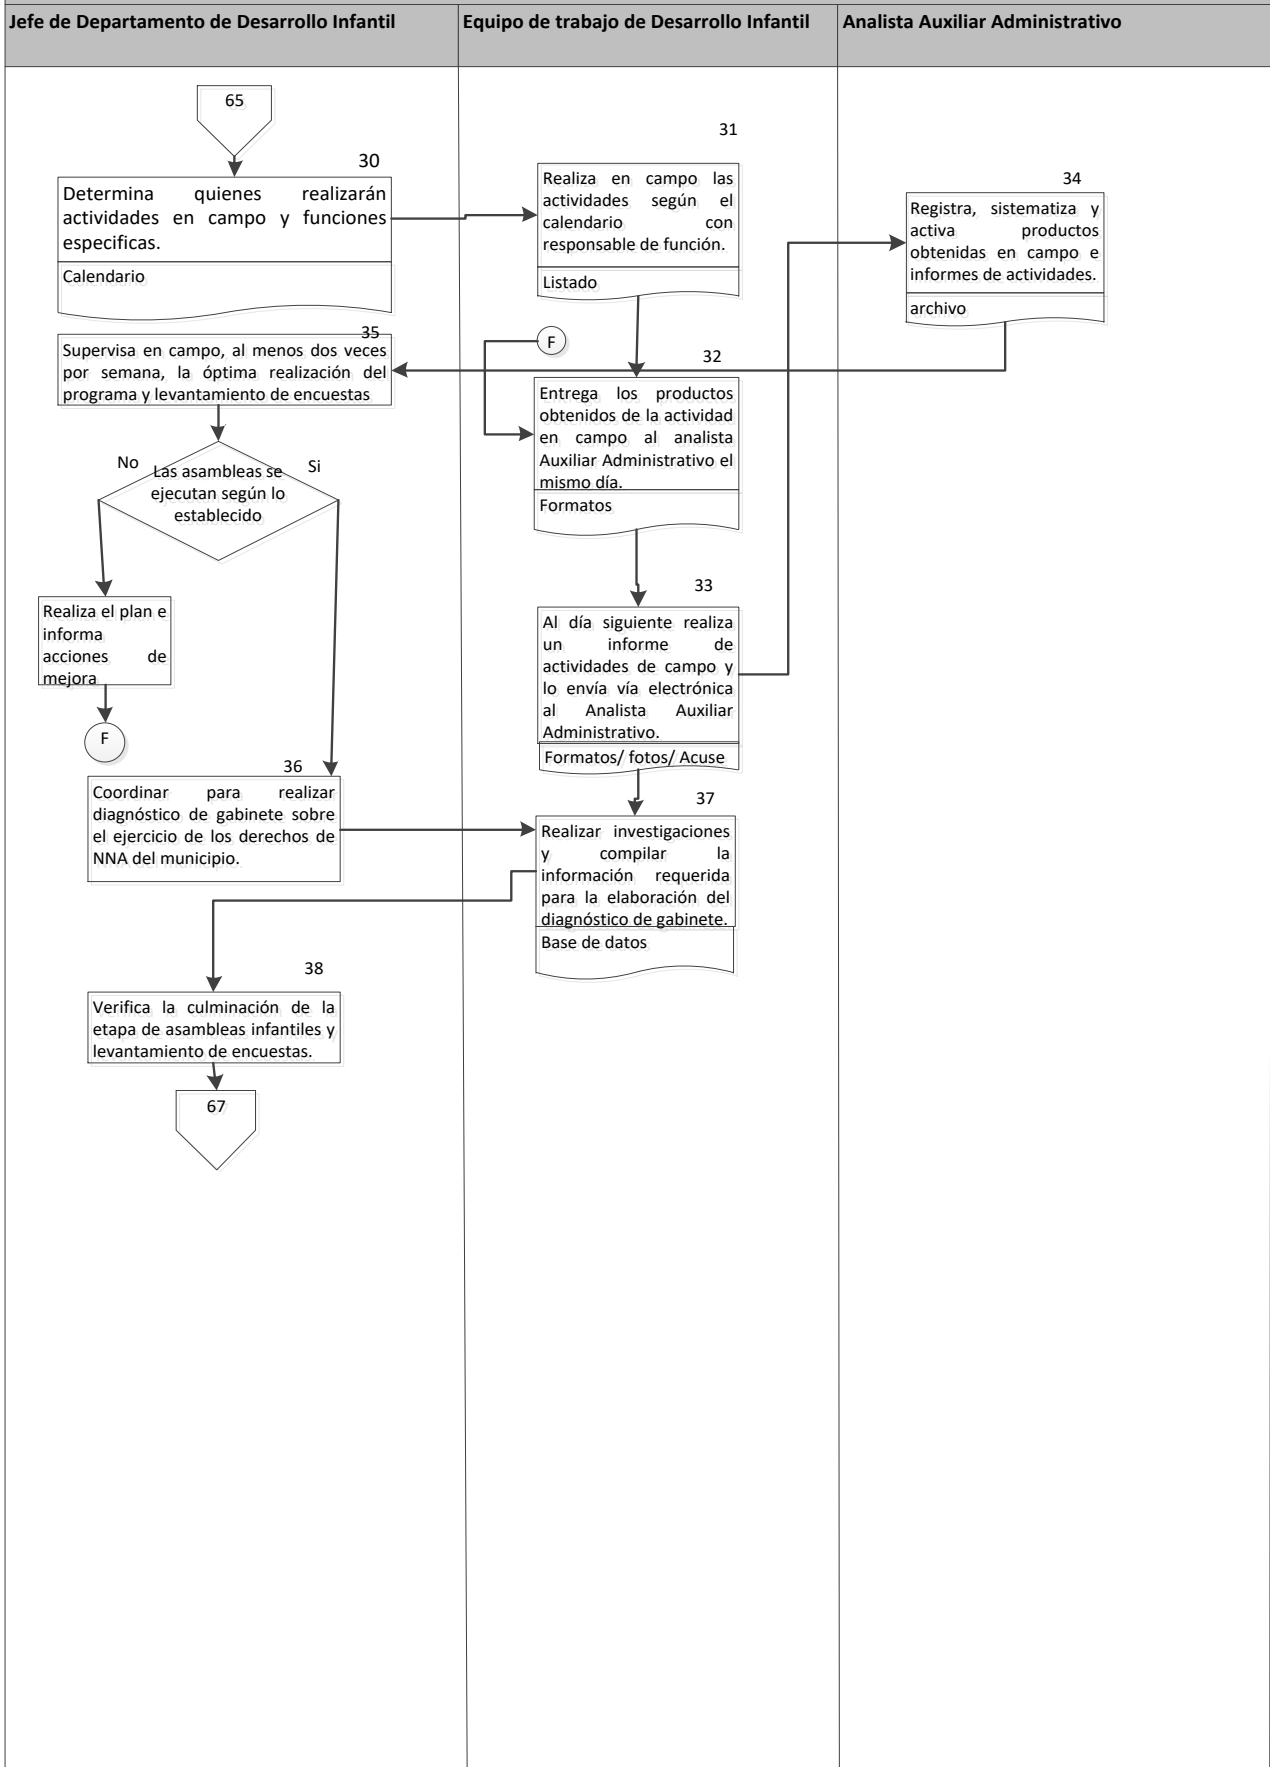 Jefe de Departamento de Desarrollo Infantil
Equipo de trabajo de Desarrollo Infantil
Analista Auxiliar Administrativo
65
30
Determina quienes realizarán
actividades en campo y funciones
especificas.
Calendario
31
Realiza en campo las
actividades según el
calendario con
responsable de función.
Listado
34
Registra, sistematiza y
activa productos
obtenidas en campo e
informes de actividades.
archivo
35
Supervisa en campo, al menos dos veces
por semana, la óptima realización del
programa y levantamiento de encuestas
F
32
Entrega los productos
obtenidos de la actividad
en campo al analista
Auxiliar Administrativo el
mismo día.
Formatos
No
Si
Las asambleas se
ejecutan según lo
establecido
Realiza el plan e
informa
acciones de
mejora
F
33
Al día siguiente realiza
un informe de
actividades de campo y
lo envía vía electrónica
al Analista Auxiliar
Administrativo.
Formatos/ fotos/ Acuse
36
Coordinar para realizar
diagnóstico de gabinete sobre
el ejercicio de los derechos de
NNA del municipio.
37
Realizar investigaciones
y compilar la
información requerida
para la elaboración del
diagnóstico de gabinete.
Base de datos
38
Verifica la culminación de la
etapa de asambleas infantiles y
levantamiento de encuestas.
67